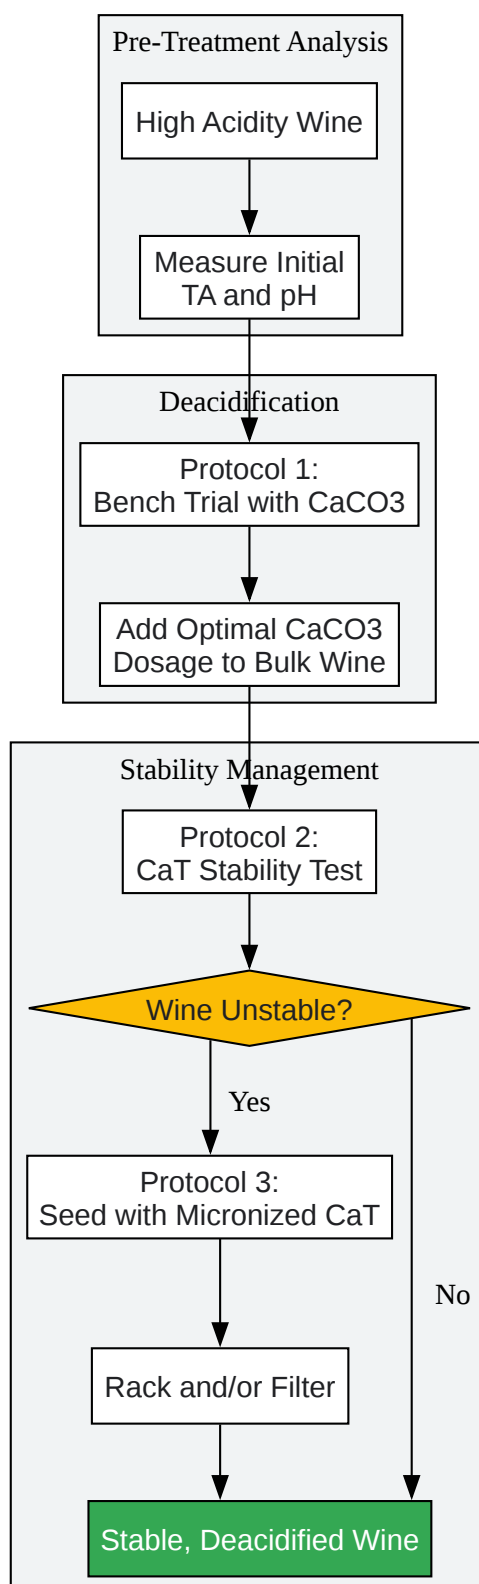 Pre-Treatment Analysis
High Acidity Wine
Measure Initial
TA and pH
Deacidification
Protocol 1:
Bench Trial with CaCO3
Add Optimal CaCO3
Dosage to Bulk Wine
Stability Management
Protocol 2:
CaT Stability Test
Wine Unstable?
Yes
Protocol 3:
Seed with Micronized CaT
No
Rack and/or Filter
Stable, Deacidified Wine